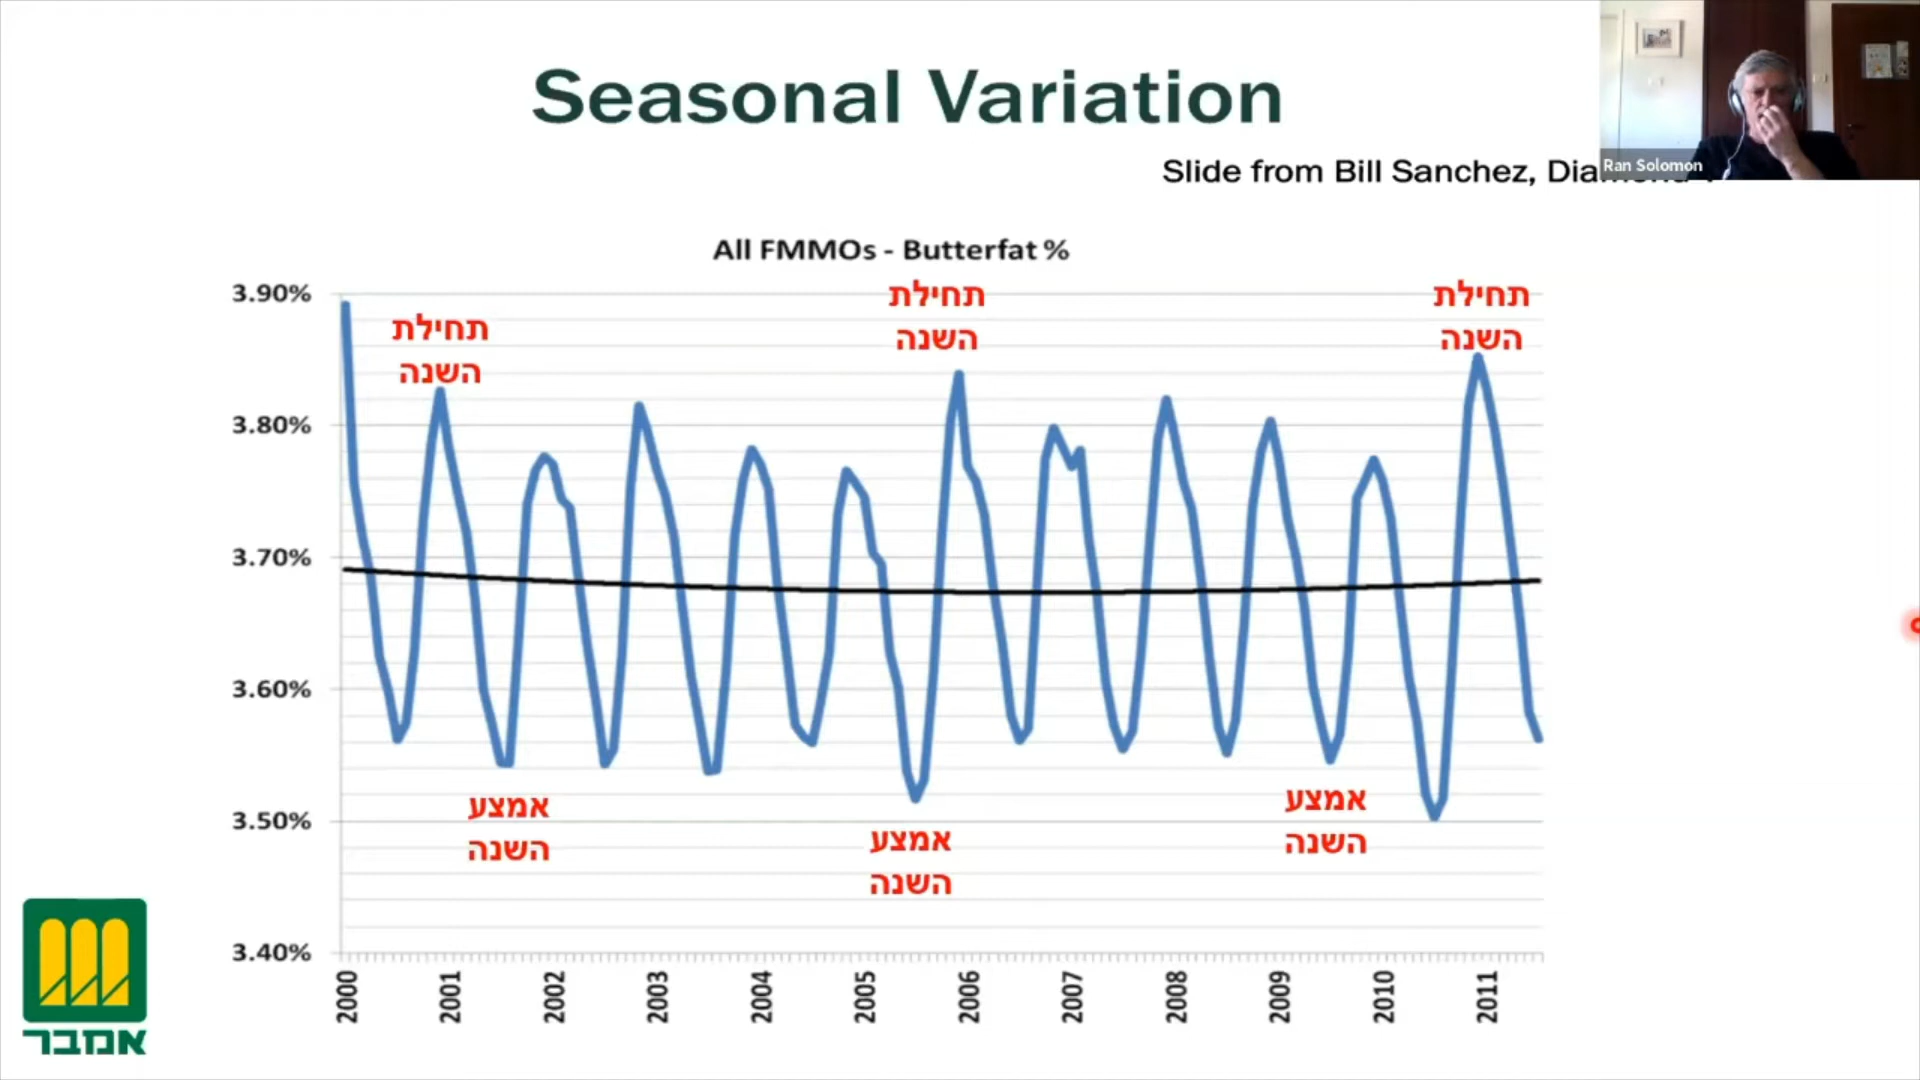 Seasonal Variation
Ran Solomon
Slide from Bill Sanchez,
All FMMOs - Butterfat %
3.90%
3.80%
3.70%
3.60%
3.50%
3.40%
תחילת
השנה
תחילת
השנה
תחילת
השנה
אמצע
השנה
אמצע
השנה
אמצע
השנה
2000
2001
2002
2003
2004
2005
2006
2007
2008
2009
2010
2011
אמבר